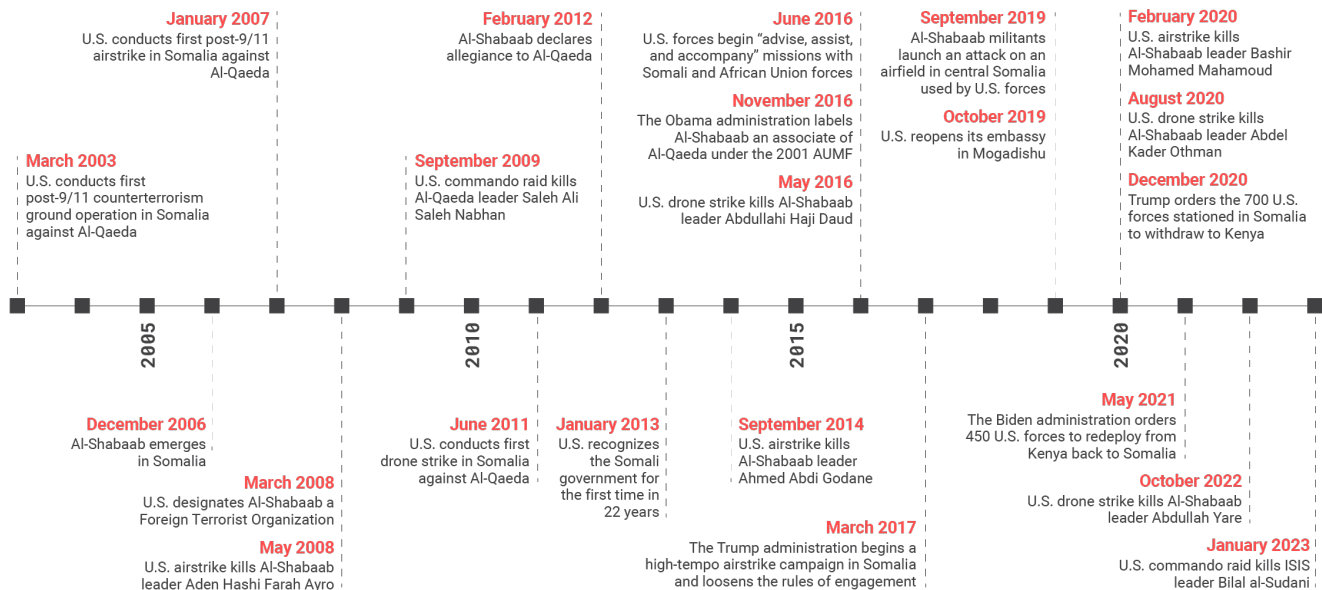 January 2007
U.S. conducts first post-9/11
airstrike in Somalia against
Al-Qaeda
February 2012
Al-Shabaab declares
allegiance to Al-Qaeda
June 2016
U.S. forces begin “advise, assist,
and accompany” missions with
Somali and African Union forces
November 2016
The Obama administration labels
Al-Shabaab an associate of
Al-Qaeda under the 2001 AUMF
May 2016
U.S. drone strike kills Al-Shabaab
leader Abdullahi Haji Daud
September 2019
Al-Shabaab militants
launch an attack on an
airfield in central Somalia
used by U.S. forces
October 2019
U.S. reopens its embassy
in Mogadishu
February 2020
U.S. airstrike kills
Al-Shabaab leader Bashir
Mohamed Mahamoud
August 2020
U.S. drone strike kills
Al-Shabaab leader Abdel
Kader Othman
December 2020
Trump orders the 700 U.S.
forces stationed in Somalia
to withdraw to Kenya
March 2003
U.S. conducts first
post-9/11 counterterrorism
ground operation in Somalia
against Al-Qaeda
September 2009
U.S. commando raid kills
Al-Qaeda leader Saleh Ali
Saleh Nabhan
2005
2010
2015
2020
December 2006
Al-Shabaab emerges
in Somalia
March 2008
U.S. designates Al-Shabaab a
Foreign Terrorist Organization
May 2008
U.S. airstrike kills Al-Shabaab
leader Aden Hashi Farah Ayro
June 2011
U.S. conducts first
drone strike in Somalia
against Al-Qaeda
January 2013
U.S. recognizes
the Somali
government for
the first time in
22 years
September 2014
U.S. airstrike kills
Al-Shabaab leader
Ahmed Abdi Godane
March 2017
The Trump administration begins a
high-tempo airstrike campaign in Somalia
and loosens the rules of engagement
May 2021
The Biden administration orders
450 U.S. forces to redeploy from
Kenya back to Somalia
October 2022
U.S. drone strike kills Al-Shabaab
leader Abdullah Yare
January 2023
U.S. commando raid kills ISIS
leader Bilal al-Sudani